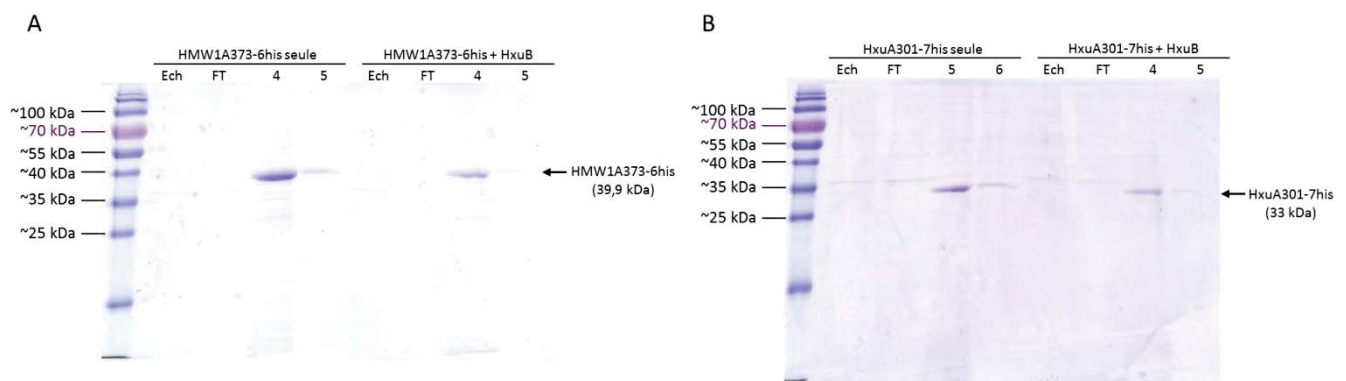 A
HMW1A373-6his seule HMW1A373-6his + HxuB
Ech FT 4 5 Ech FT 4 5
~100 kDa
~70 kDa
~55 kDa
~40 kDa
~35 kDa
~25 kDa
HMW1A373-6his
(39,9 kDa)
B
HxuA301-7his seule HxuA301-7his + HxuB
Ech FT 5 6 Ech FT 4 5
~100 kDa
~70 kDa
~55 kDa
~40 kDa
~35 kDa
~25 kDa
HxuA301-7his
(33 kDa)